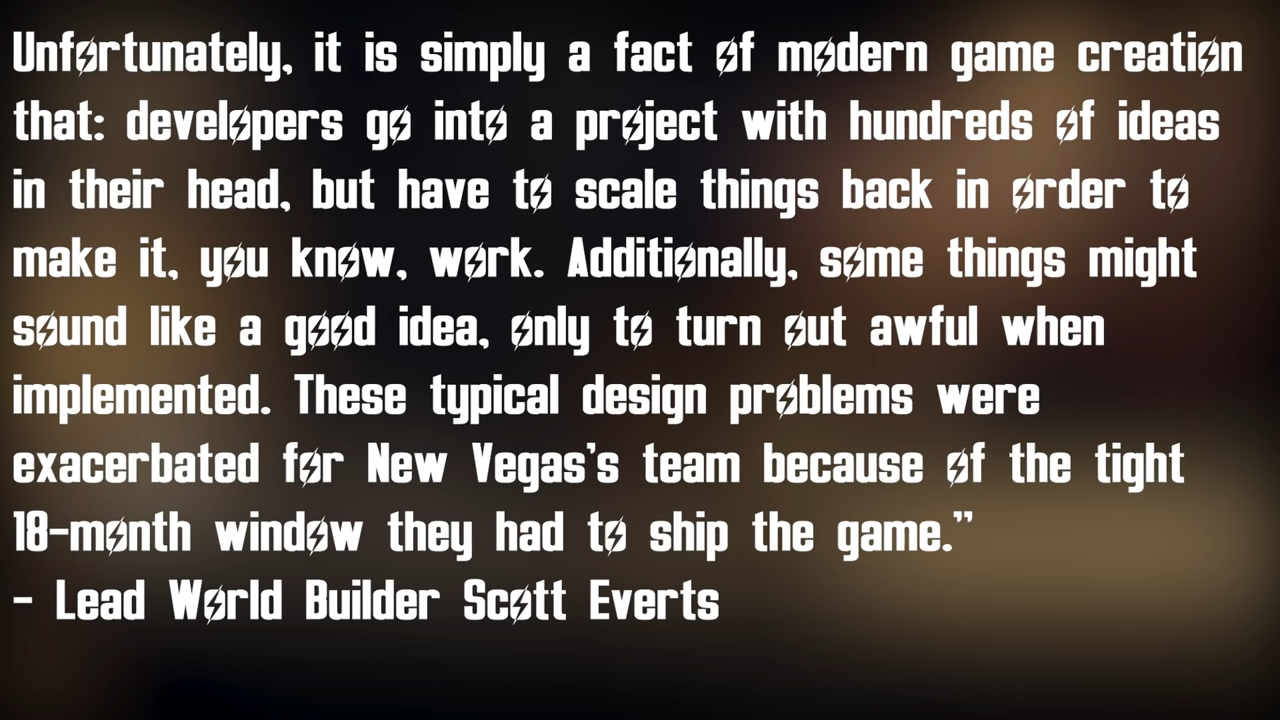 Unfortunately, it is simply a fact of modern game creation
that: developers go into a project with hundreds of ideas
in their head, but have to scale things back in order to
make it, you know, work. Additionally, some things might
sound like a good idea, only to turn out awful when
implemented. These typical design problems were
exacerbated for New Vegas’s team because of the tight
18-month window they had to ship the game.”
- Lead World Builder Scott Everts